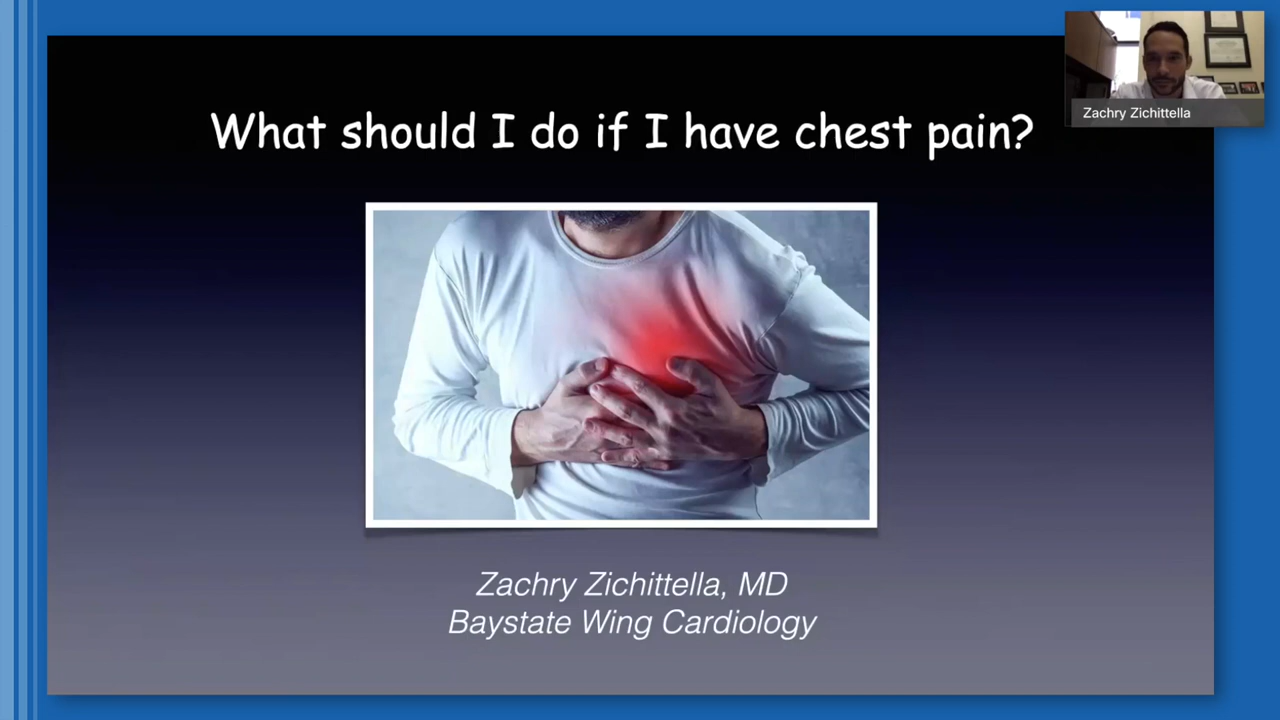 What should I do if I have chest pain?
Zachry Zichittella
Zachry Zichittella, MD
Baystate Wing Cardiology